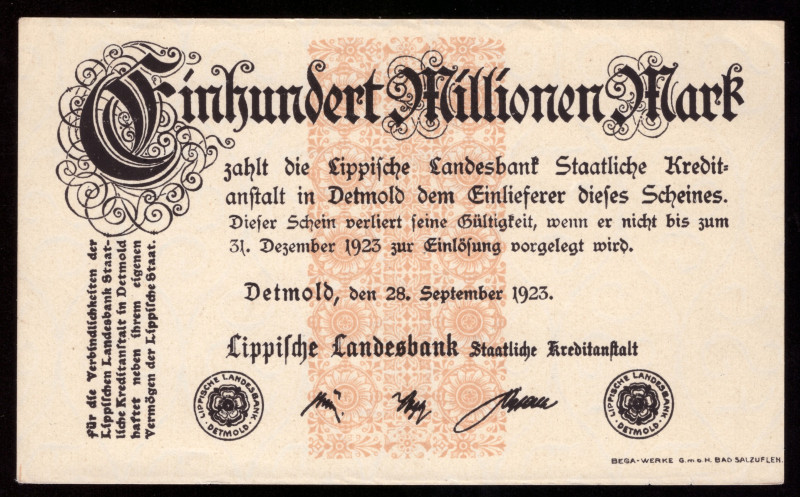 Einhundert Millionen Mark
zahlt die Lippische Landesbank Staatliche Kredit=
anstalt in Detmold dem Einlieferer dieses Scheines.
Dieser Schein verliert seine Gültigkeit, wenn er nicht bis zum
31. Dezember 1923 zur Einlösung vorgelegt wird.
Detmold, den 28. September 1923.
Lippische Landesbank Staatliche Kreditanstalt
für die Verbindlichkeiten der
Lippischen Landesbank Staat-
liche Kreditanstalt in Detmold
haftet neben ihrem eigenen
Vermögen der Lippische Staat.
LIPPISCHE LANDESBANK
· DETMOLD ·
LIPPISCHE LANDESBANK
· DETMOLD ·
BEGA-WERKE G.m.b.H. BAD SALZUFLEN.